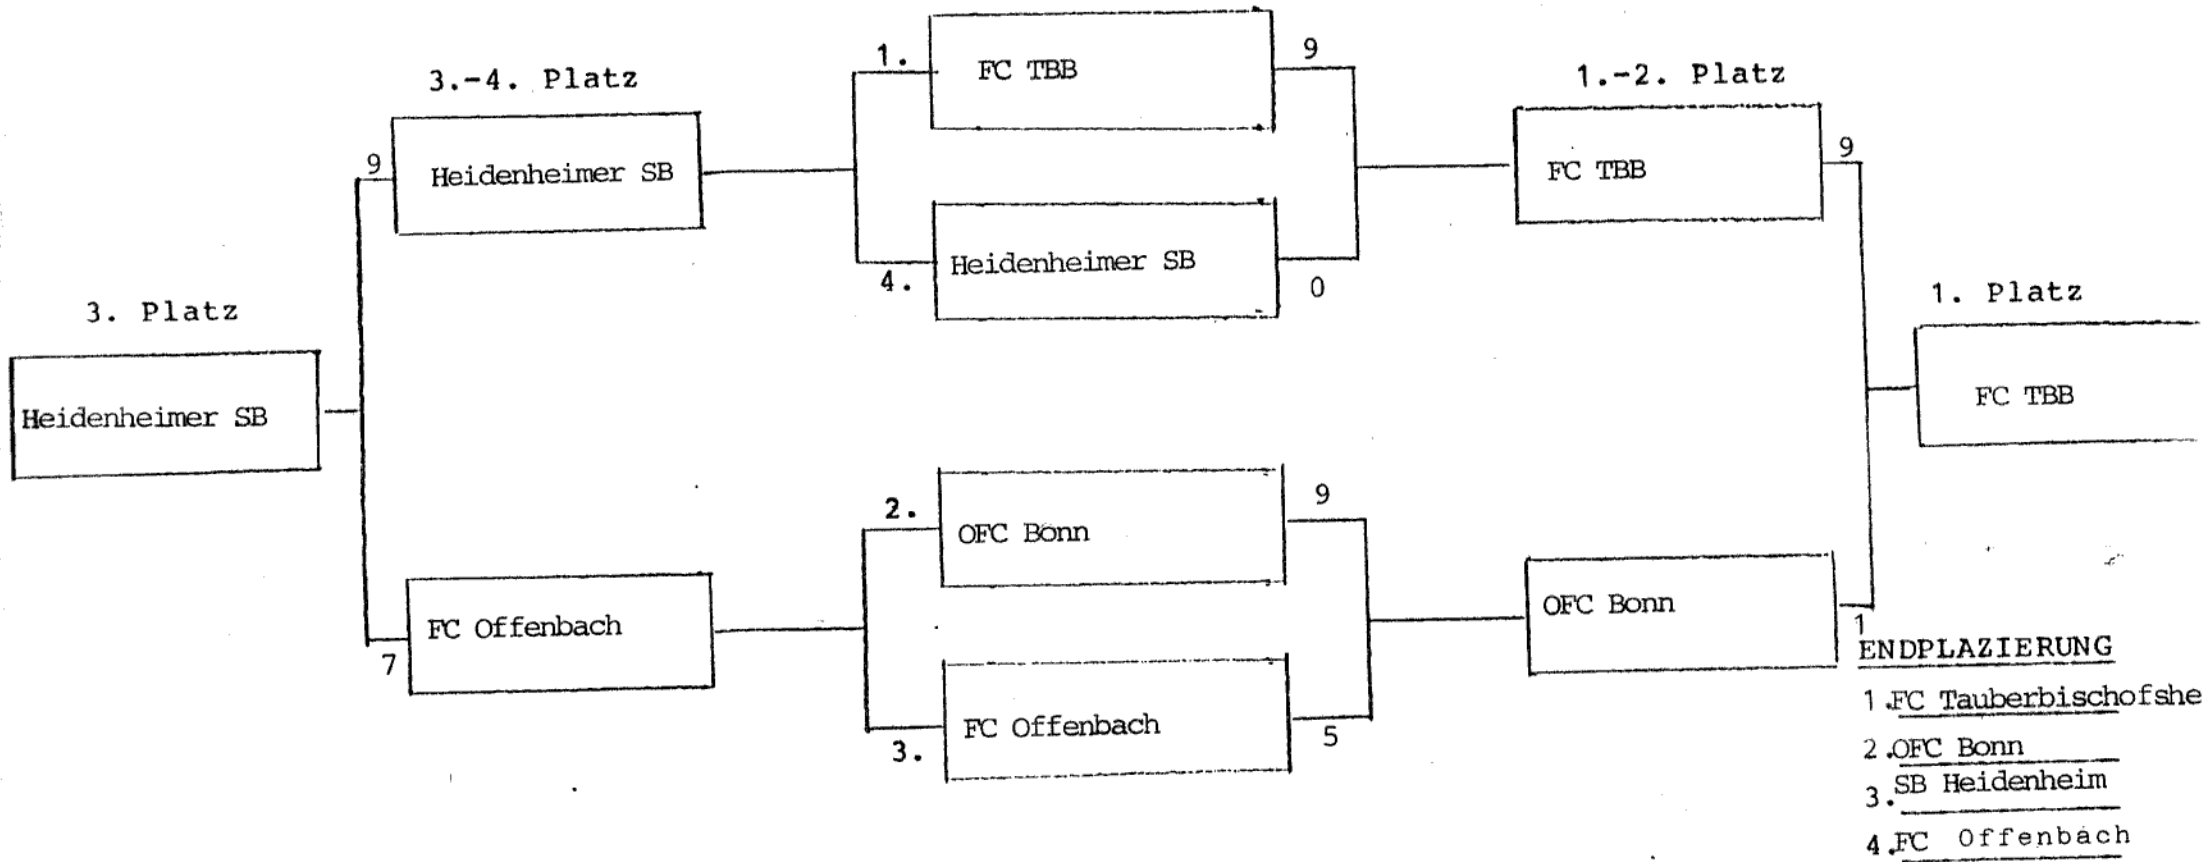 1.
FC TBB
9
3.-4. Platz
1.-2. Platz
9
Heidenheimer SB
FC TBB
9
4.
Heidenheimer SB
0
3. Platz
1. Platz
Heidenheimer SB
FC TBB
2.
OFC Bonn
9
FC Offenbach
7
OFC Bonn
1
3.
FC Offenbach
5
ENDPLAZIERUNG
1.FC Tauberbischofshe
2.OFC Bonn
3.SB Heidenheim
4.FC Offenbach